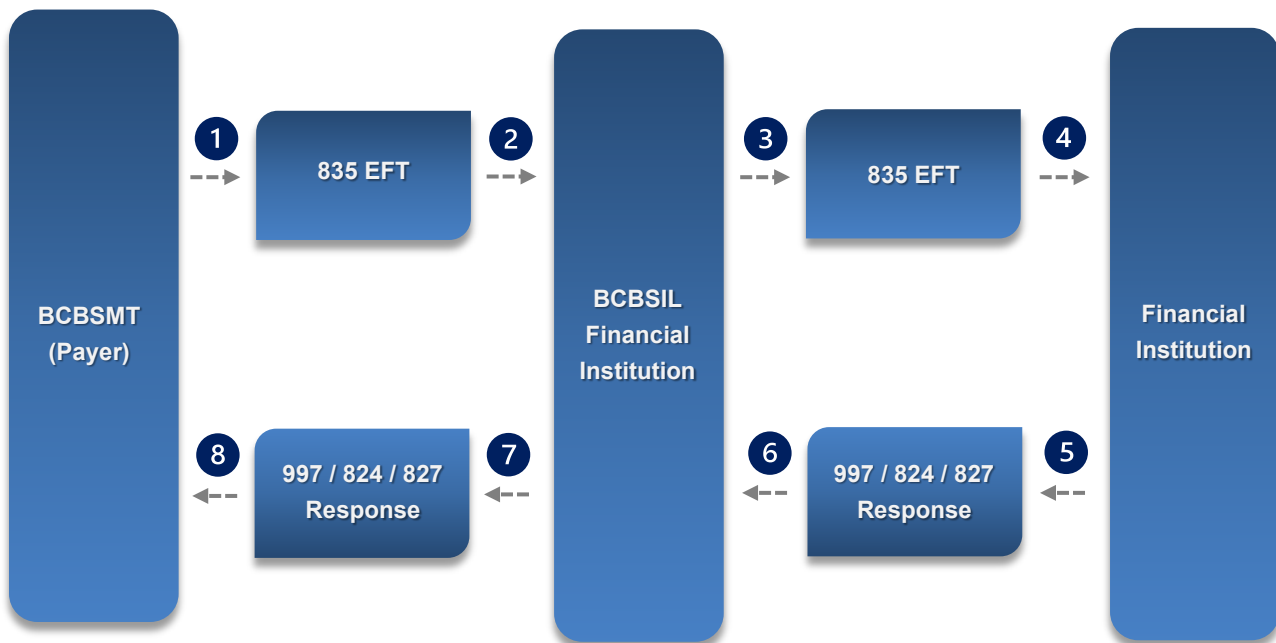 1
2
3
4
835 EFT
835 EFT
BCBSMT
(Payer)
BCBSIL
Financial
Institution
Financial
Institution
8
7
6
5
997 / 824 / 827
Response
997 / 824 / 827
Response